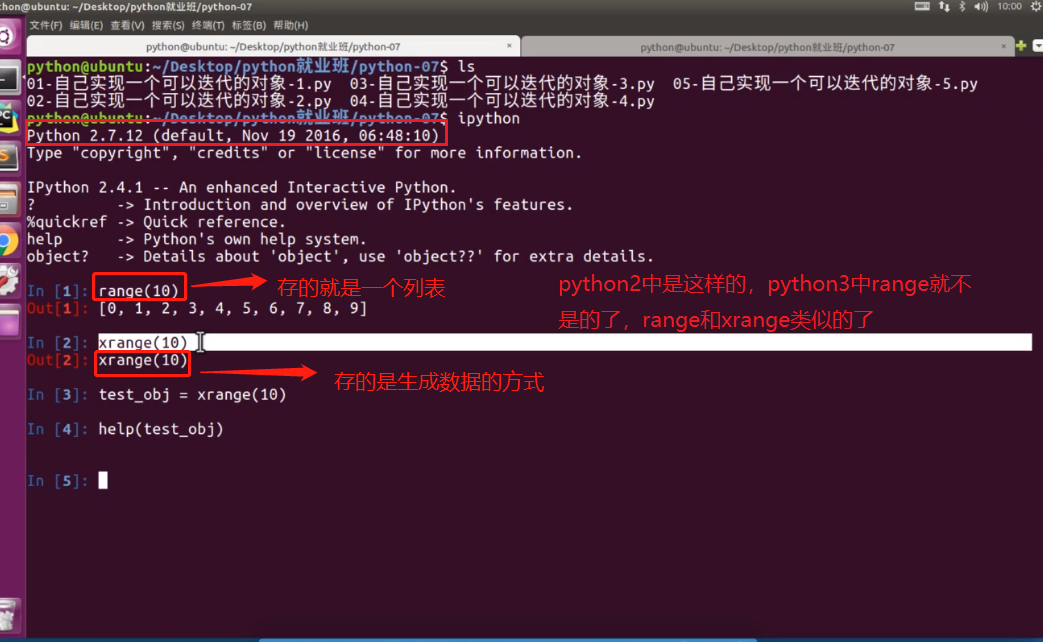 thon@ubuntu: ~/Desktop/python就业班/python-07
10:00
文件(F) 编辑(E) 查看(V) 搜索(S) 终端(T) 标签(B) 帮助(H)
python@ubuntu: ~/Desktop/python就业班/python-07 × python@ubuntu: ~/Desktop/python就业班/python-07 ×
python@ubuntu:~/Desktop/python就业班/python-07$ ls
01-自己实现一个可以迭代的对象-1.py 03-自己实现一个可以迭代的对象-3.py 05-自己实现一个可以迭代的对象-5.py
02-自己实现一个可以迭代的对象-2.py 04-自己实现一个可以迭代的对象-4.py
python@ubuntu:~/Desktop/python就业班/python-07$ ipython
Python 2.7.12 (default, Nov 19 2016, 06:48:10)
Type "copyright", "credits" or "license" for more information.
IPython 2.4.1 -- An enhanced Interactive Python.
? -> Introduction and overview of IPython's features.
%quickref -> Quick reference.
help -> Python's own help system.
object? -> Details about 'object', use 'object??' for extra details.
In [1]: range(10)
Out[1]: [0, 1, 2, 3, 4, 5, 6, 7, 8, 9]
存的就是一个列表
python2中是这样的，python3中range就不
是的了，range和xrange类似的了
In [2]: xrange(10)
Out[2]: xrange(10)
存的是生成数据的方式
In [3]: test_obj = xrange(10)
In [4]: help(test_obj)
In [5]: